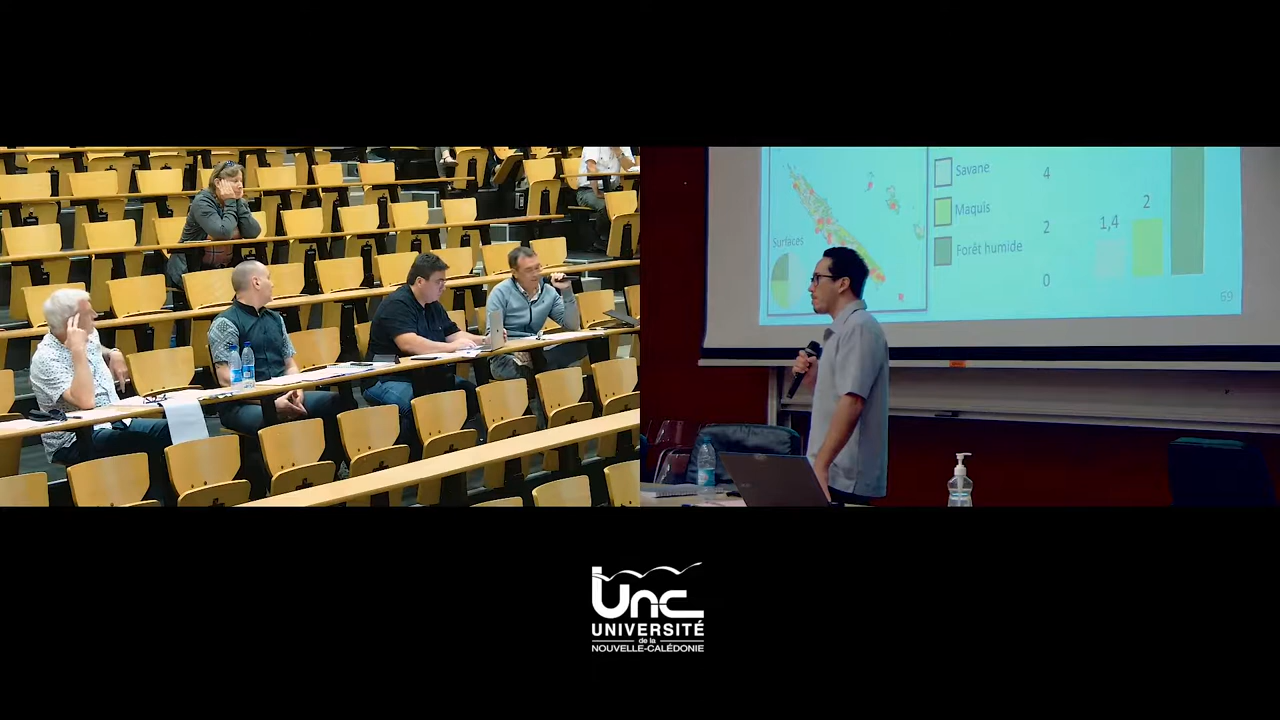 Surfaces
Savane
Maquis
Forêt humide
4
2
0
1,4
2
69
Unc
UNIVERSITÉ
de la
NOUVELLE-CALÉDONIE